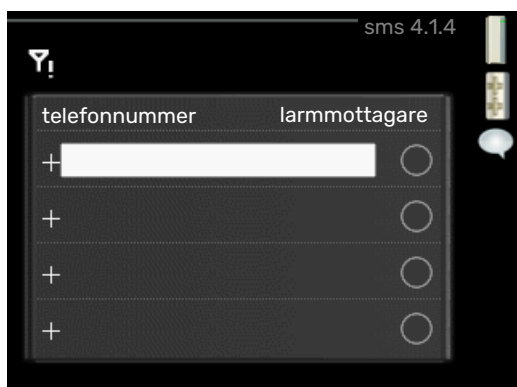 sms 4.1.4
telefonnummer larmmottagare
+
+
+
+